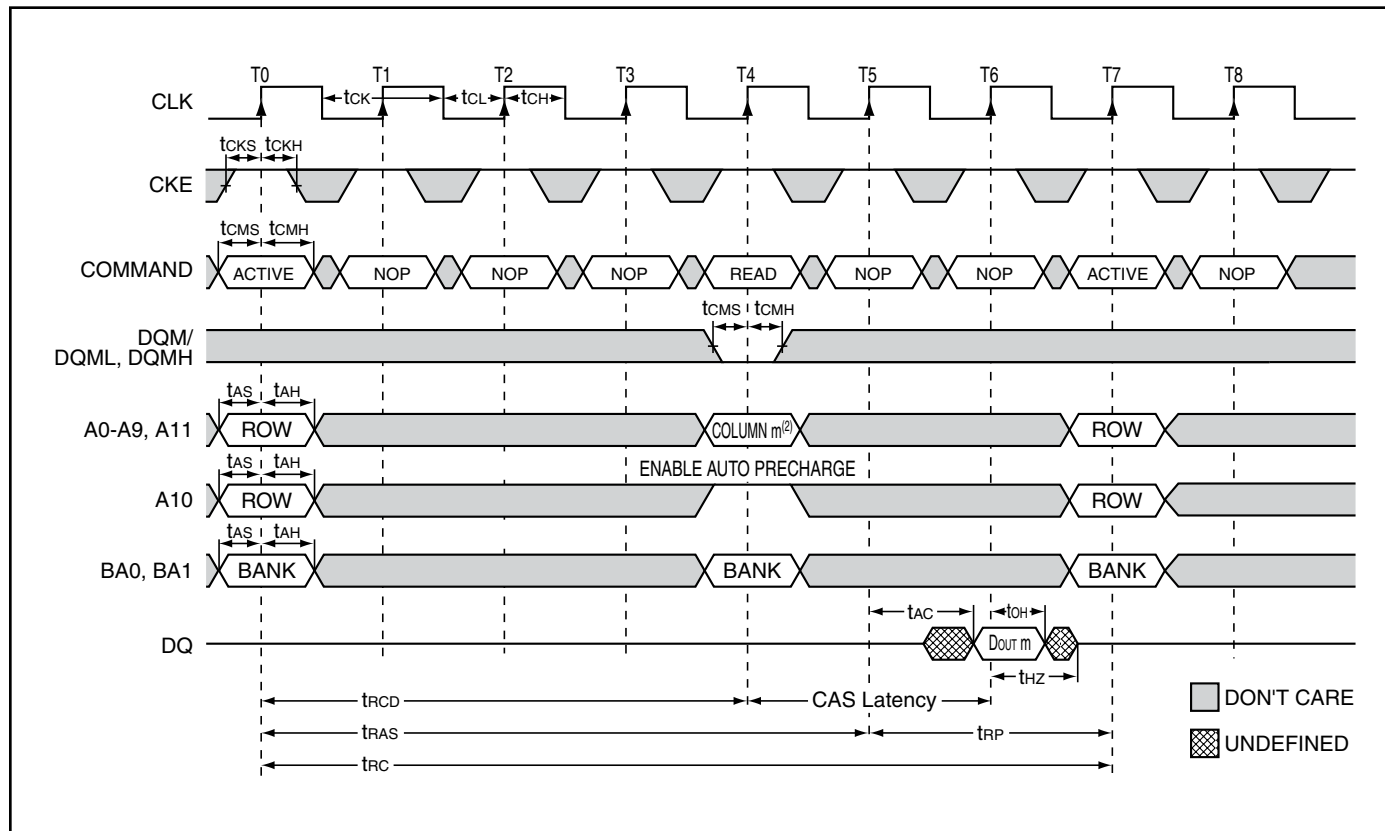 T0 T1 T2 T3 T4 T5 T6 T7 T8
CLK
tCK tCL tCH
tCKS tCKH
CKE
tCMS tCMH
COMMAND ACTIVE NOP NOP NOP READ NOP NOP ACTIVE NOP
tCMS tCMH
DQM/
DQML, DQMH
tAS tAH
A0-A9, A11 ROW COLUMN m(2) ROW
tAS tAH ENABLE AUTO PRECHARGE
A10 ROW ROW
tAS tAH
BA0, BA1 BANK BANK BANK
tAC tOH
DQ DOUT m
tHZ
tRCD CAS Latency
DON'T CARE
tRAS tRP
UNDEFINED
tRC